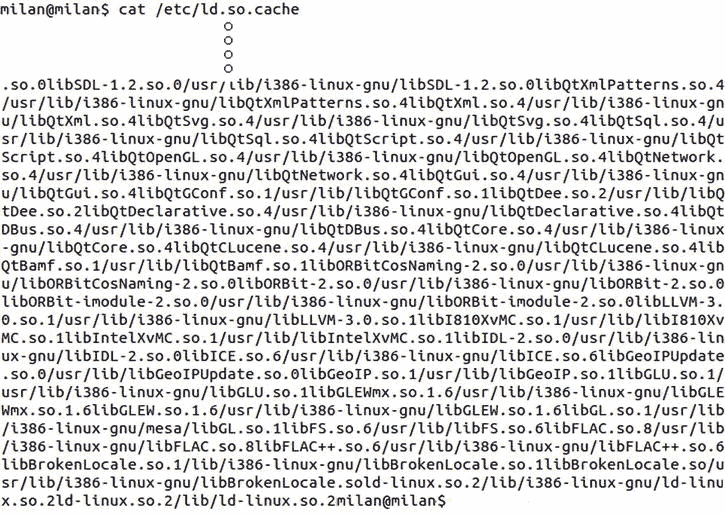 milan@milan$ cat /etc/ld.so.cache
.so.0libSDL-1.2.so.0/usr/lib/i386-linux-gnu/libSDL-1.2.so.0libQtXmlPatterns.so.4
/usr/lib/i386-linux-gnu/libQtXmlPatterns.so.4libQtXml.so.4/usr/lib/i386-linux-gn
u/libQtXml.so.4libQtSvg.so.4/usr/lib/i386-linux-gnu/libQtSvg.so.4libQtSql.so.4/u
sr/lib/i386-linux-gnu/libQtSql.so.4libQtScript.so.4/usr/lib/i386-linux-gnu/libQt
Script.so.4libQtOpenGL.so.4/usr/lib/i386-linux-gnu/libQtOpenGL.so.4libQtNetwork.
so.4/usr/lib/i386-linux-gnu/libQtNetwork.so.4libQtGui.so.4/usr/lib/i386-linux-gn
u/libQtGui.so.4libQtGConf.so.1/usr/lib/libQtGConf.so.1libQtDee.so.2/usr/lib/libQ
tDee.so.2libQtDeclarative.so.4/usr/lib/i386-linux-gnu/libQtDeclarative.so.4libQt
DBus.so.4/usr/lib/i386-linux-gnu/libQtDBus.so.4libQtCore.so.4/usr/lib/i386-linux
-gnu/libQtCore.so.4libQtCLucene.so.4/usr/lib/i386-linux-gnu/libQtCLucene.so.4lib
QtBamf.so.1/usr/lib/libQtBamf.so.1libORBitCosNaming-2.so.0/usr/lib/i386-linux-gn
u/libORBitCosNaming-2.so.0libORBit-2.so.0/usr/lib/i386-linux-gnu/libORBit-2.so.0
libORBit-imodule-2.so.0/usr/lib/i386-linux-gnu/libORBit-imodule-2.so.0libLLVM-3.
0.so.1/usr/lib/i386-linux-gnu/libLLVM-3.0.so.1libI810XvMC.so.1/usr/lib/libI810Xv
MC.so.1libIntelXvMC.so.1/usr/lib/libIntelXvMC.so.1libIDL-2.so.0/usr/lib/i386-lin
ux-gnu/libIDL-2.so.0libICE.so.6/usr/lib/i386-linux-gnu/libICE.so.6libGeoIPUpdate
.so.0/usr/lib/libGeoIPUpdate.so.0libGeoIP.so.1/usr/lib/libGeoIP.so.1libGLU.so.1/
usr/lib/i386-linux-gnu/libGLU.so.1libGLEWmx.so.1.6/usr/lib/i386-linux-gnu/libGLE
Wmx.so.1.6libGLEW.so.1.6/usr/lib/i386-linux-gnu/libGLEW.so.1.6libGL.so.1/usr/lib
/i386-linux-gnu/mesa/libGL.so.1libFS.so.6/usr/lib/libFS.so.6libFLAC.so.8/usr/lib
/i386-linux-gnu/libFLAC.so.8libFLAC++.so.6/usr/lib/i386-linux-gnu/libFLAC++.so.6
libBrokenLocale.so.1/lib/i386-linux-gnu/libBrokenLocale.so.1libBrokenLocale.so/u
sr/lib/i386-linux-gnu/libBrokenLocale.sold-linux.so.2/lib/i386-linux-gnu/ld-linu
x.so.2ld-linux.so.2/lib/ld-linux.so.2milan@milan$